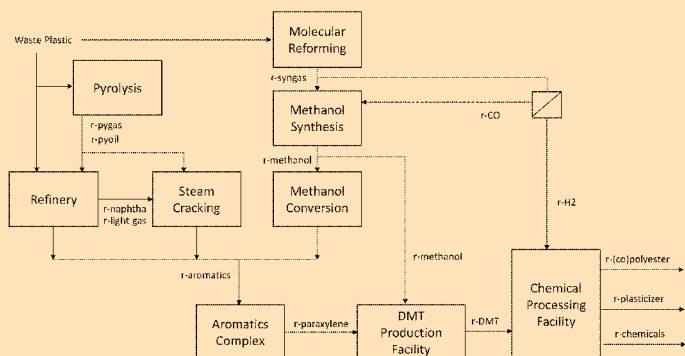 Waste Plastic
Molecular
Reforming
r-syngas
Pyrolysis
r-pygas
r-pyoil
Methanol
Synthesis
r-CO
r-methanol
Refinery
r-naphtha
r-light gas
Steam
Cracking
Methanol
Conversion
r-H2
r-aromatics
r-methanol
Aromatics
Complex
r-paraxylene
DMT
Production
Facility
r-DMT
Chemical
Processing
Facility
r-(co)polyester
r-plasticizer
r-chemicals